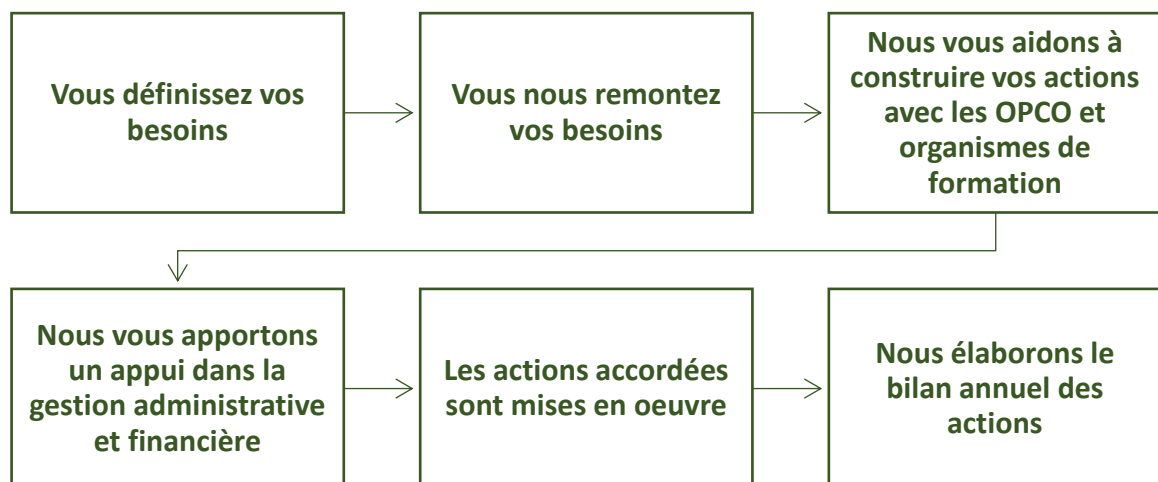 Vous définissez vos
besoins
Vous nous remontez
vos besoins
Nous vous aidons à
construire vos actions
avec les OPCO et
organismes de
formation
Nous vous apportons
un appui dans la
gestion administrative
et financière
Les actions accordées
sont mises en oeuvre
Nous élaborons le
bilan annuel des
actions